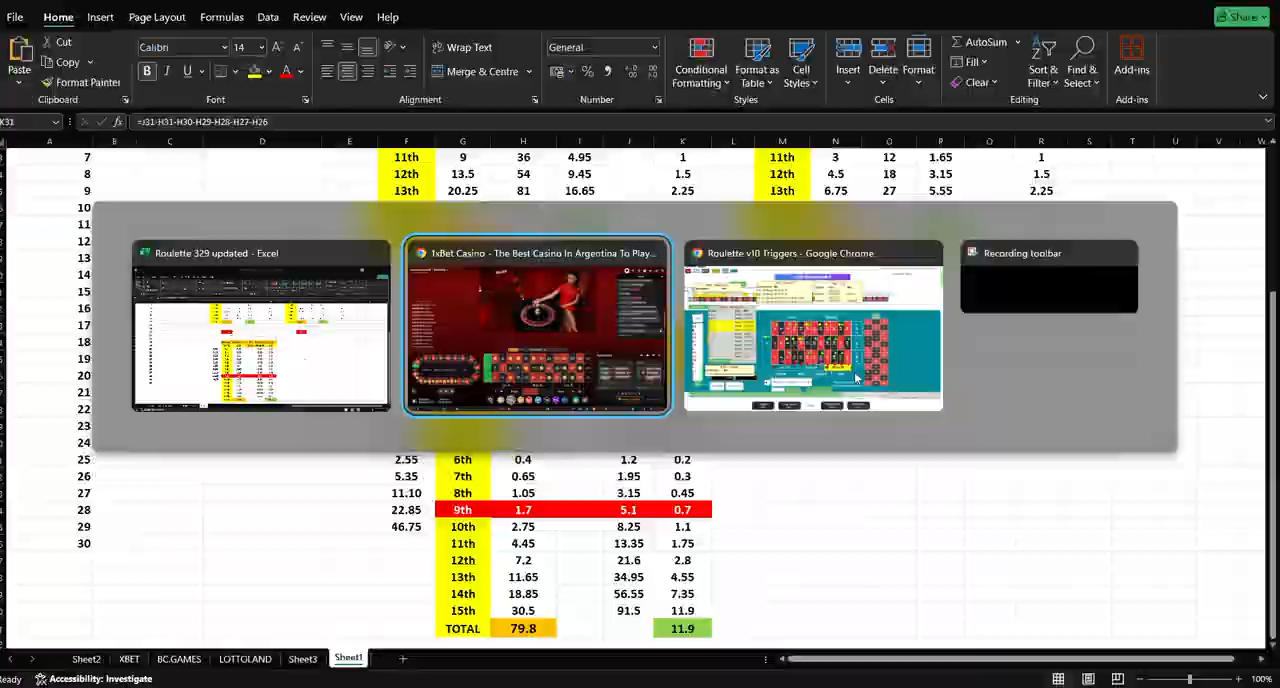 File Home Insert Page Layout Formulas Data Review View Help Share
Cut
Copy
Format Painter
Paste
Calibri 14
B I U
Wrap Text
Merge & Centre
General
Conditional Formatting
Format as Table
Cell Styles
Insert Delete Format
AutoSum
Fill
Clear
Sort & Filter
Find & Select
Add-ins
Clipboard Font Alignment Number Styles Cells Editing Add-ins
K31 fx =J31-H31-H30-H29-H28-H27-H26
A B C D E F G H I J K L M N O P Q R S T U V W
7 11th 9 36 4.95 1 11th 3 12 1.65 1
8 12th 13.5 54 9.45 1.5 12th 4.5 18 3.15 1.5
9 13th 20.25 81 16.65 2.25 13th 6.75 27 5.55 2.25
10
11
12
13
14
15
16
17
18
19
20
21
22
23
24
Roulette 329 updated - Excel
1xBet Casino - The Best Casino In Argentina To Play...
Roulette v10 Triggers - Google Chrome
Recording toolbar
25 2.55 6th 0.4 1.2 0.2
26 5.35 7th 0.65 1.95 0.3
27 11.10 8th 1.05 3.15 0.45
28 22.85 9th 1.7 5.1 0.7
29 46.75 10th 2.75 8.25 1.1
30 11th 4.45 13.35 1.75
12th 7.2 21.6 2.8
13th 11.65 34.95 4.55
14th 18.85 56.55 7.35
15th 30.5 91.5 11.9
TOTAL 79.8 11.9
Sheet2 XBET BC.GAMES LOTTOLAND Sheet3 Sheet1
Ready Accessibility: Investigate 100%